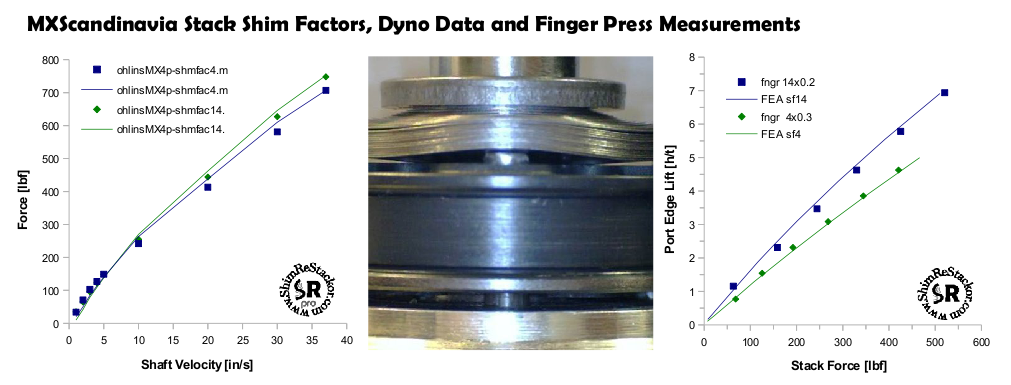 MXScandinavia Stack Shim Factors, Dyno Data and Finger Press Measurements
800
700
600
500
400
300
200
100
0
Force [lbf]
ohlinsMX4p-shmfac4.m
ohlinsMX4p-shmfac4.m
ohlinsMX4p-shmfac14.
ohlinsMX4p-shmfac14.
www.ShimReStackor.com
SR
pro
0 5 10 15 20 25 30 35 40
Shaft Velocity [in/s]
8
7
6
5
4
3
2
1
0
Port Edge Lift [h/t]
fngr 14x0.2
FEA sf14
fngr 4x0.3
FEA sf4
www.ShimReStackor.com
SR
0 100 200 300 400 500 600
Stack Force [lbf]